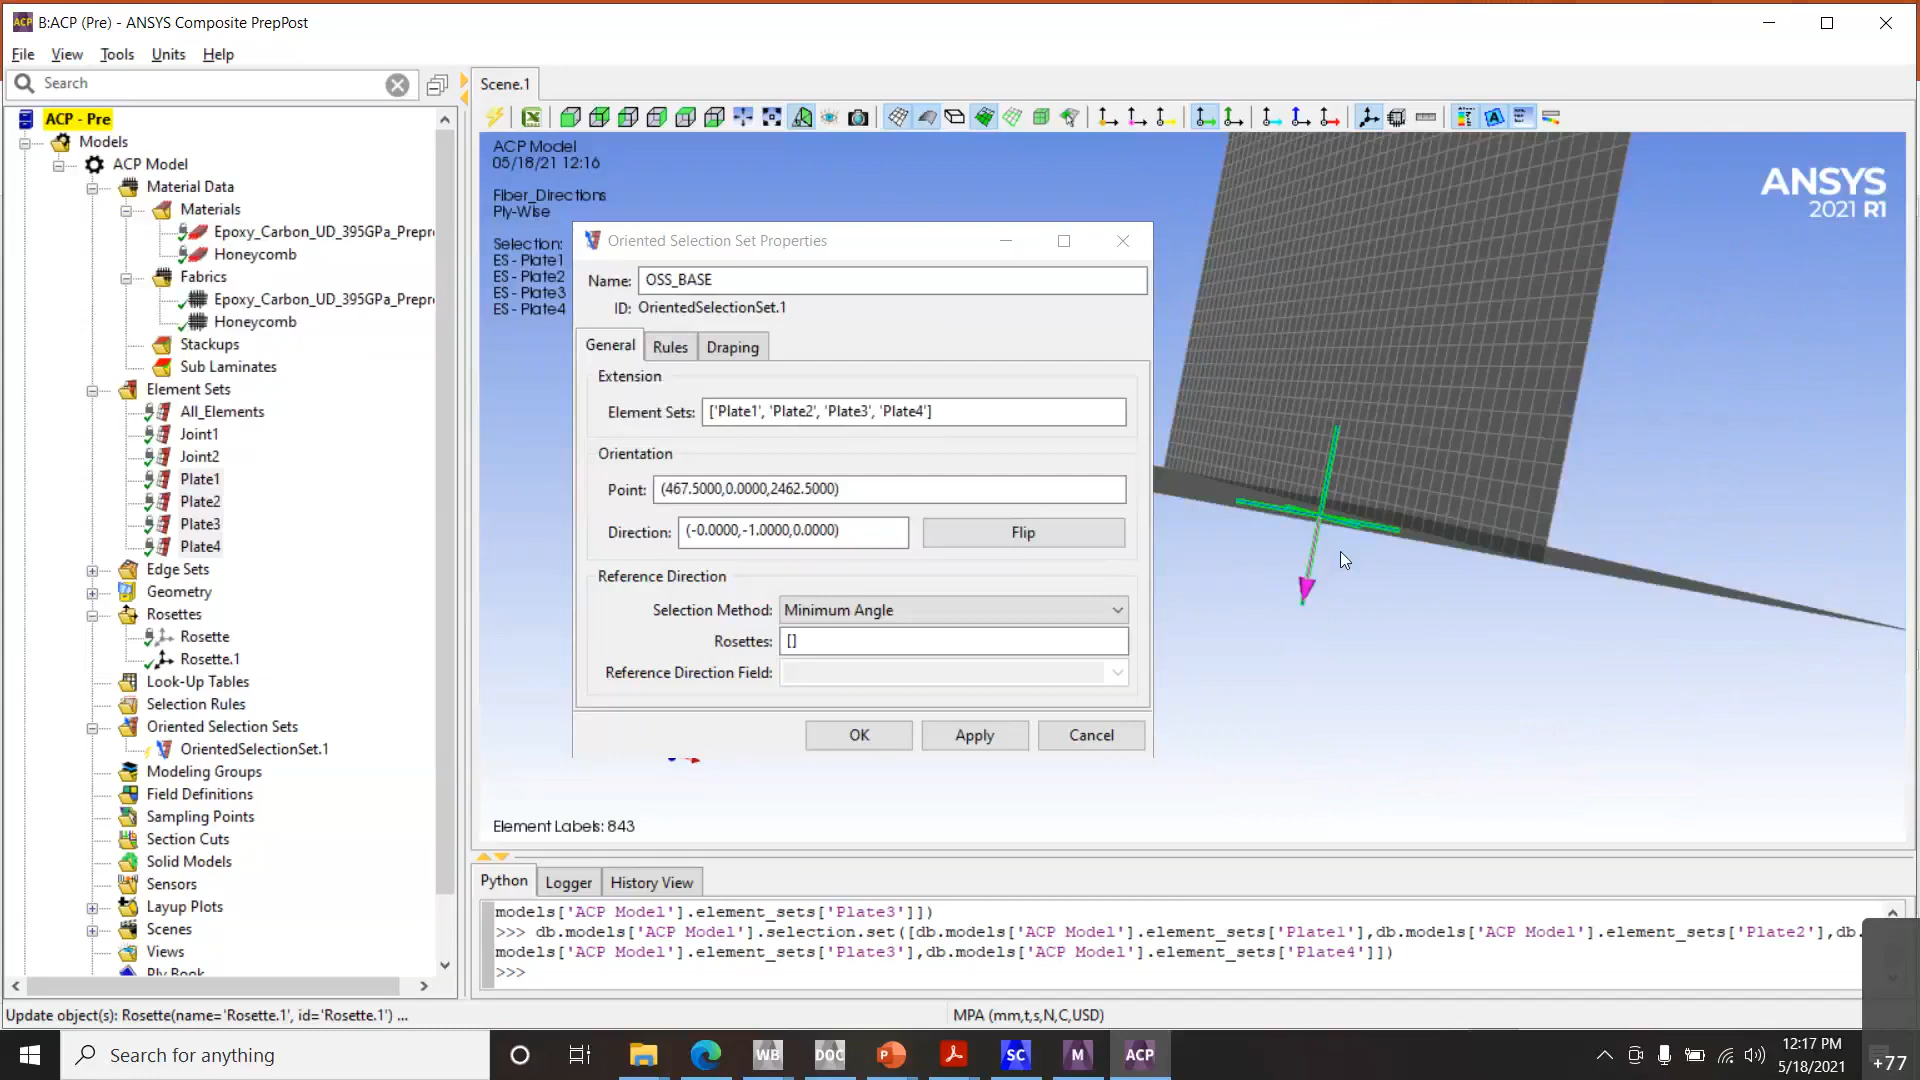 B:ACP (Pre) - ANSYS Composite PrepPost
File View Tools Units Help
Search
Scene.1
ACP - Pre
Models
ACP Model
Material Data
Materials
Epoxy_Carbon_UD_395GPa_Prepr
Honeycomb
Fabrics
Epoxy_Carbon_UD_395GPa_Prepr
Honeycomb
Stackups
Sub Laminates
Element Sets
All_Elements
Joint1
Joint2
Plate1
Plate2
Plate3
Plate4
Edge Sets
Geometry
Rosettes
Rosette
Rosette.1
Look-Up Tables
Selection Rules
Oriented Selection Sets
OrientedSelectionSet.1
Modeling Groups
Field Definitions
Sampling Points
Section Cuts
Solid Models
Sensors
Layup Plots
Scenes
Views
Ply Book
ACP Model
05/18/21 12:16
Fiber_Directions
Ply-Wise
Selection:
ES - Plate1
ES - Plate2
ES - Plate3
ES - Plate4
ANSYS
2021 R1
Oriented Selection Set Properties
Name: OSS_BASE
ID: OrientedSelectionSet.1
General Rules Draping
Extension
Element Sets: ['Plate1', 'Plate2', 'Plate3', 'Plate4']
Orientation
Point: (467.5000,0.0000,2462.5000)
Direction: (-0.0000,-1.0000,0.0000) Flip
Reference Direction
Selection Method: Minimum Angle
Rosettes: []
Reference Direction Field:
OK Apply Cancel
Element Labels: 843
Python Logger History View
models['ACP Model'].element_sets['Plate3']])
>>> db.models['ACP Model'].selection.set([db.models['ACP Model'].element_sets['Plate1'],db.models['ACP Model'].element_sets['Plate2'],db.
models['ACP Model'].element_sets['Plate3'],db.models['ACP Model'].element_sets['Plate4']])
>>>
Update object(s): Rosette(name='Rosette.1', id='Rosette.1') ...
MPA (mm,t,s,N,C,USD)
Search for anything
WB DOC P SC M ACP
12:17 PM
5/18/2021
+77